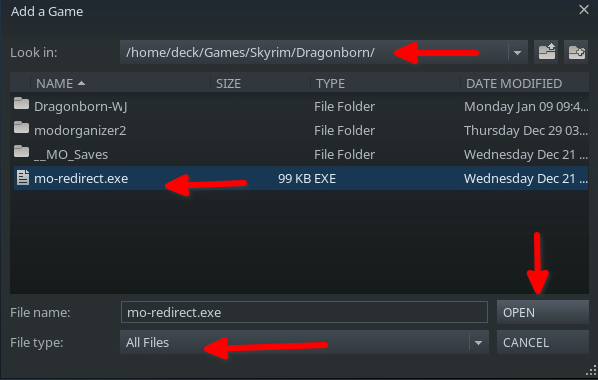 Add a Game
Look in: /home/deck/Games/Skyrim/Dragonborn/
NAME SIZE TYPE DATE MODIFIED
Dragonborn-WJ File Folder Monday Jan 09 09:4...
modorganizer2 File Folder Thursday Dec 29 03...
__MO_Saves File Folder Wednesday Dec 21 ...
mo-redirect.exe 99 KB EXE Wednesday Dec 21 ...
File name: mo-redirect.exe OPEN
File type: All Files CANCEL